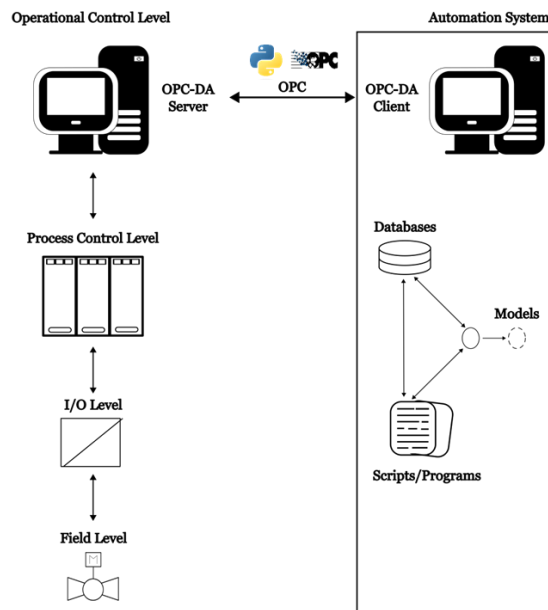 Operational Control Level
Automation System
OPC
OPC-DA
Server
OPC
OPC-DA
Client
Process Control Level
Databases
Models
I/O Level
Scripts/Programs
Field Level
M